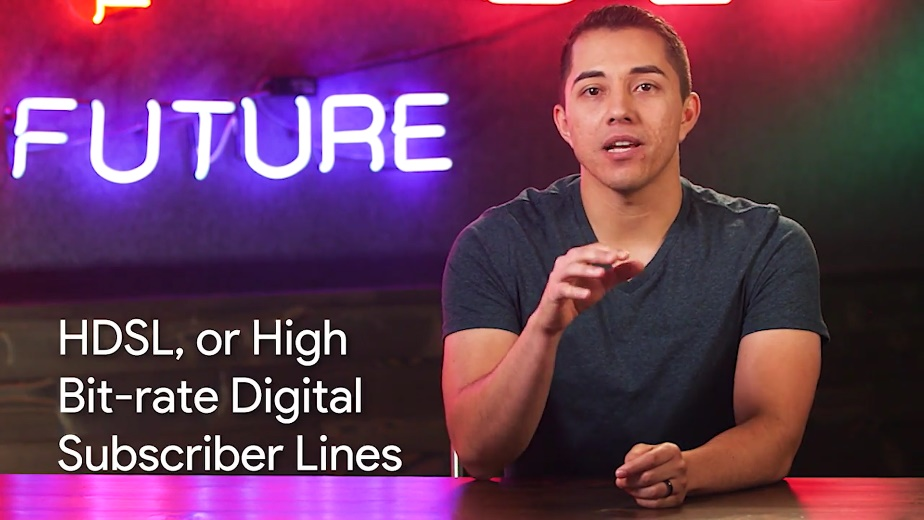 FUTURE
HDSL, or High
Bit-rate Digital
Subscriber Lines